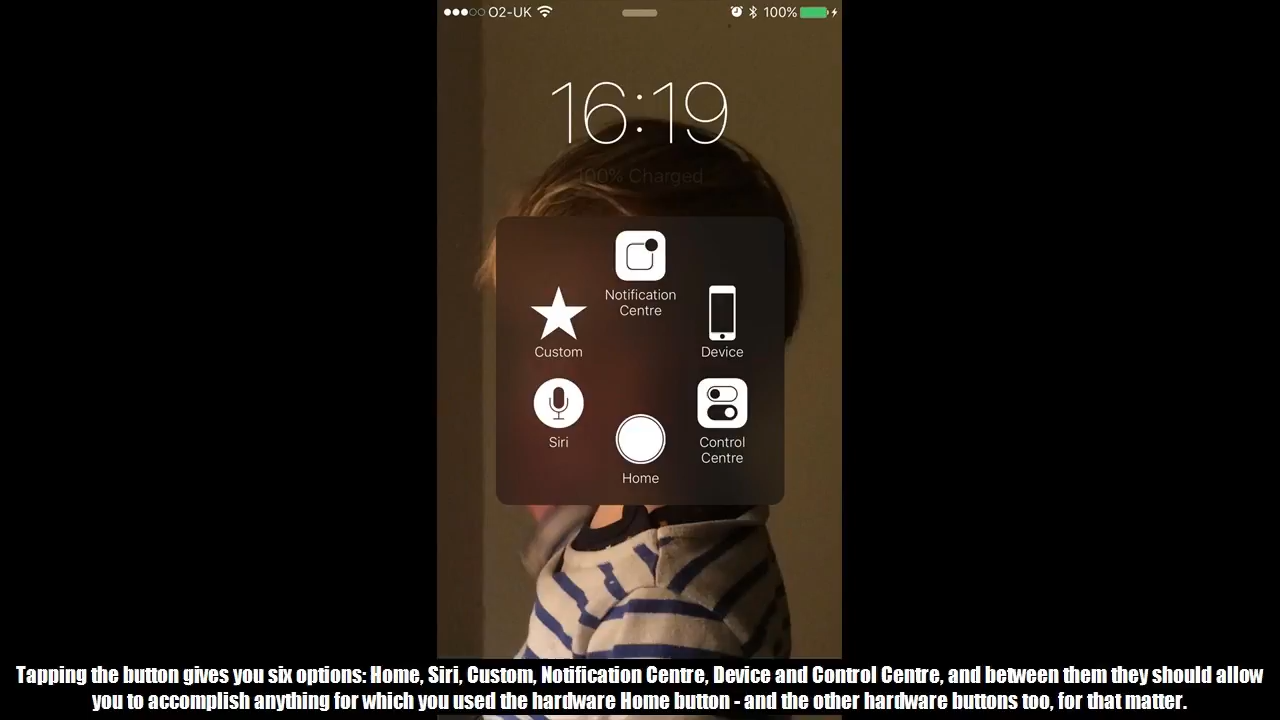 O2-UK 100%
16:19
100% Charged
Notification
Centre
Custom
Device
Siri
Control
Centre
Home
Tapping the button gives you six options: Home, Siri, Custom, Notification Centre, Device and Control Centre, and between them they should allow
you to accomplish anything for which you used the hardware Home button - and the other hardware buttons too, for that matter.